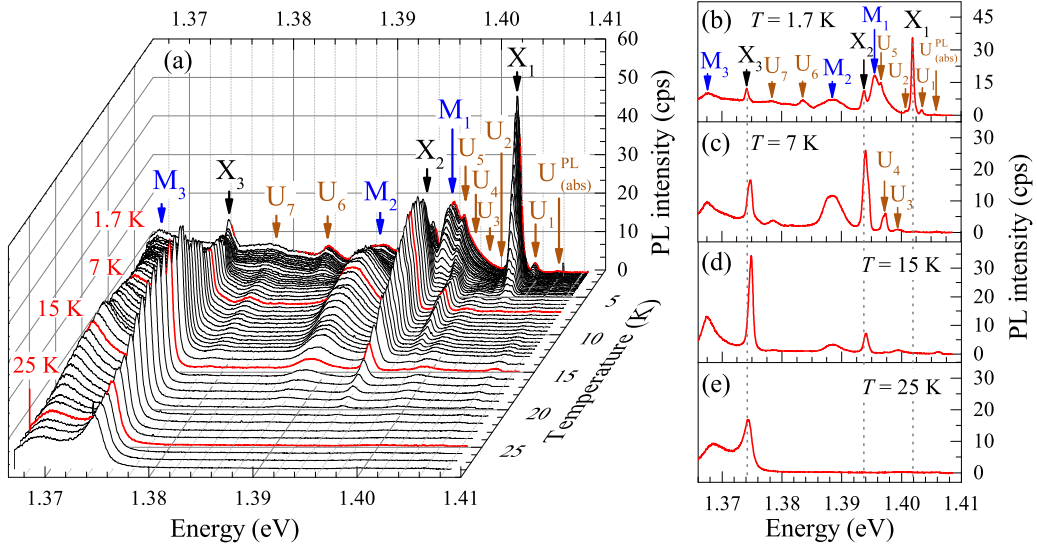 1.37 1.38 1.39 1.40 1.41
(a)
60
50
40
30
20
10
0
PL intensity (cps)
X1
M1
U2
X2
U5
U4
U3
U PL (abs)
U1
M3
X3
U7
U6
M2
1.7 K
7 K
15 K
25 K
5
10
15
20
25
Temperature (K)
1.37 1.38 1.39 1.40 1.41
Energy (eV)
(b) T = 1.7 K
M3 X3 U7 U6 M2 X2 M1 U5 U2 X1 U1 U PL (abs)
45
30
15
0
PL intensity (cps)
(c) T = 7 K
U4
U3
30
20
10
0
(d) T = 15 K
30
20
10
0
PL intensity (cps)
(e) T = 25 K
30
20
10
0
1.37 1.38 1.39 1.40 1.41
Energy (eV)